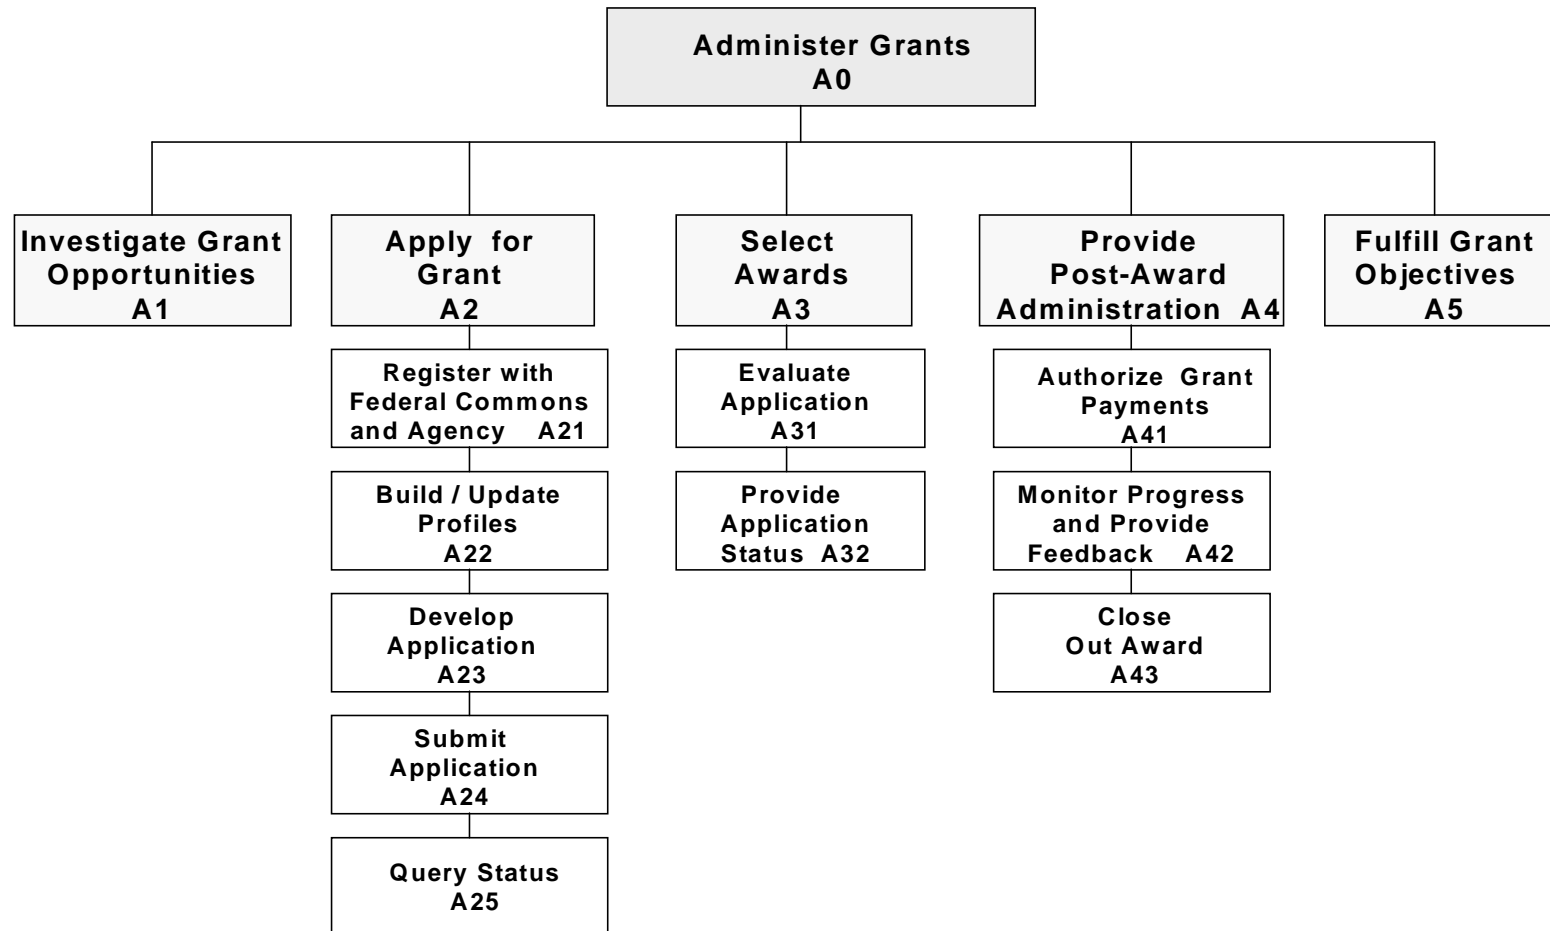 Administer Grants
A0
Investigate Grant
Opportunities
A1
Apply for
Grant
A2
Select
Awards
A3
Provide
Post-Award
Administration A4
Fulfill Grant
Objectives
A5
Register with
Federal Commons
and Agency A21
Build / Update
Profiles
A22
Develop
Application
A23
Submit
Application
A24
Query Status
A25
Evaluate
Application
A31
Provide
Application
Status A32
Authorize Grant
Payments
A41
Monitor Progress
and Provide
Feedback A42
Close
Out Award
A43